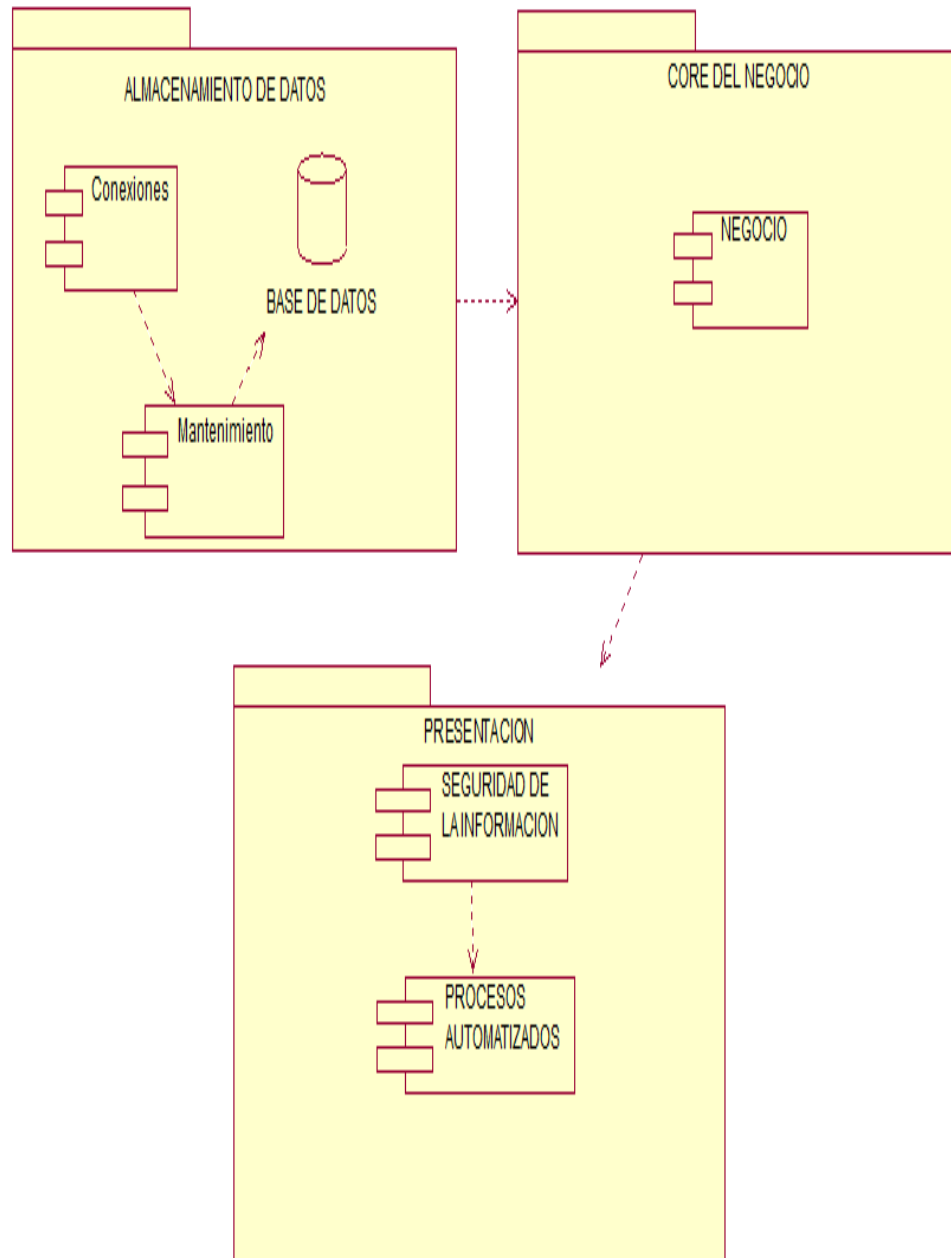 ALMACENAMIENTO DE DATOS
Conexiones
BASE DE DATOS
Mantenimiento
CORE DEL NEGOCIO
NEGOCIO
PRESENTACION
SEGURIDAD DE
LA INFORMACION
PROCESOS
AUTOMATIZADOS